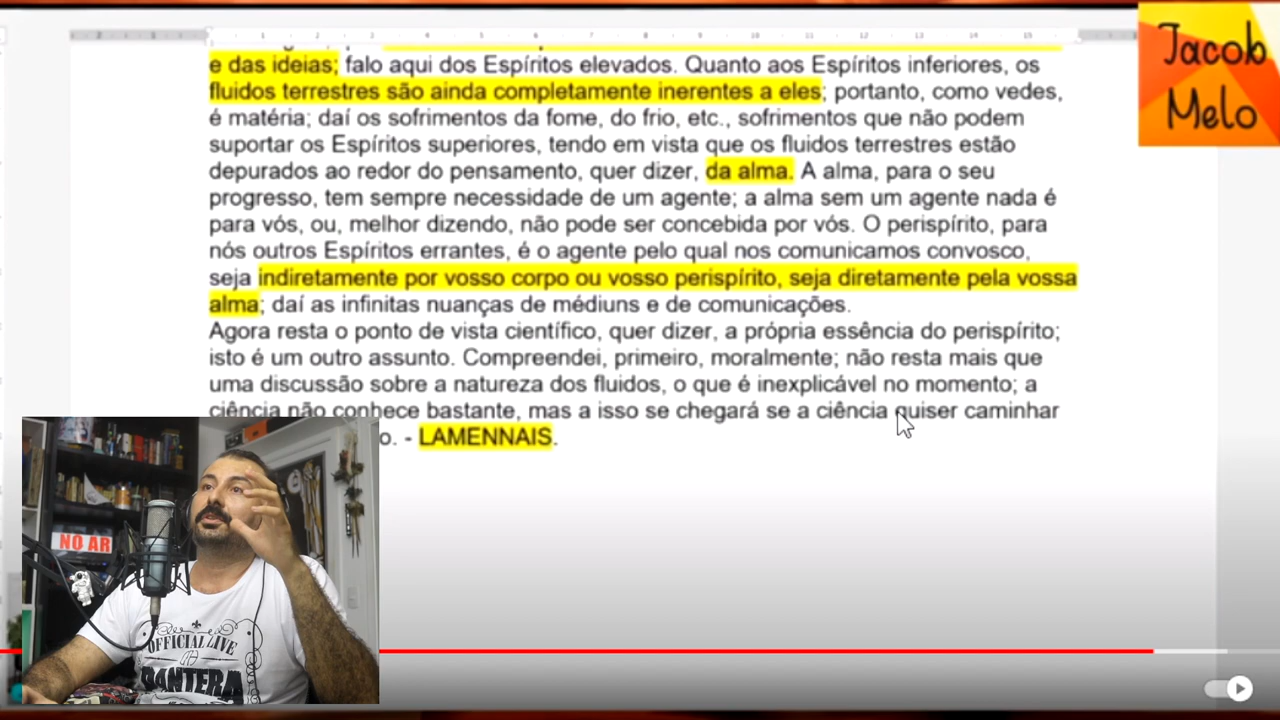 Jacob
Melo
e das ideias; falo aqui dos Espíritos elevados. Quanto aos Espíritos inferiores, os
fluidos terrestres são ainda completamente inerentes a eles; portanto, como vedes,
é matéria; daí os sofrimentos da fome, do frio, etc., sofrimentos que não podem
suportar os Espíritos superiores, tendo em vista que os fluidos terrestres estão
depurados ao redor do pensamento, quer dizer, da alma. A alma, para o seu
progresso, tem sempre necessidade de um agente; a alma sem um agente nada é
para vós, ou, melhor dizendo, não pode ser concebida por vós. O perispírito, para
nós outros Espíritos errantes, é o agente pelo qual nos comunicamos convosco,
seja indiretamente por vosso corpo ou vosso perispírito, seja diretamente pela vossa
alma; daí as infinitas nuanças de médiuns e de comunicações.
Agora resta o ponto de vista científico, quer dizer, a própria essência do perispírito;
isto é um outro assunto. Compreendei, primeiro, moralmente; não resta mais que
uma discussão sobre a natureza dos fluidos, o que é inexplicável no momento; a
ciência não conhece bastante, mas a isso se chegará se a ciência quiser caminhar
o. - LAMENNAIS.
NO AR
OFFICIAL LIVE
PANTERA